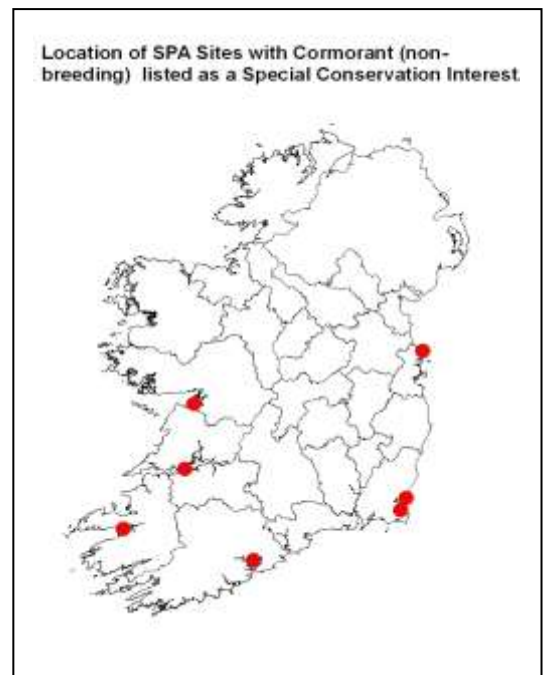 Location of SPA Sites with Cormorant (non-
breeding) listed as a Special Conservation Interest.